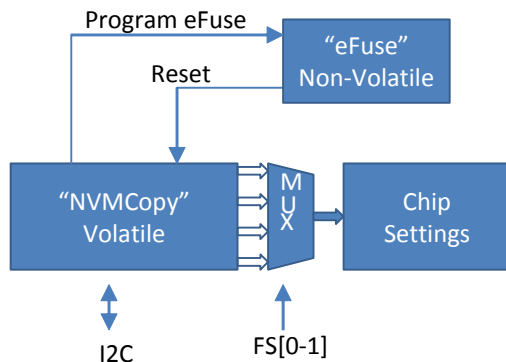 Program eFuse
“eFuse”
Non-Volatile
Reset
“NVMCopy”
Volatile
M
U
X
Chip
Settings
I2C
FS[0-1]